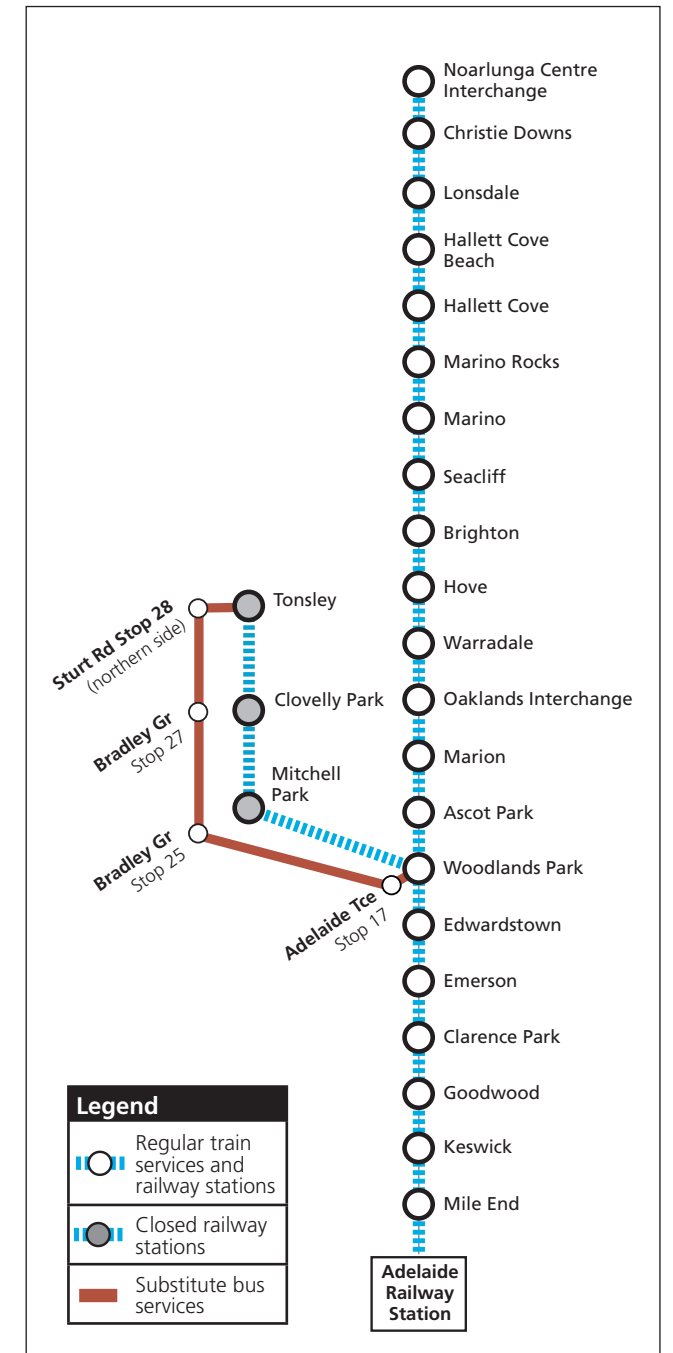 Noarlunga Centre
Interchange
Christie Downs
Lonsdale
Hallett Cove
Beach
Hallett Cove
Marino Rocks
Marino
Seacliff
Brighton
Hove
Warradale
Oaklands Interchange
Marion
Ascot Park
Woodlands Park
Edwardstown
Emerson
Clarence Park
Goodwood
Keswick
Mile End
Adelaide
Railway
Station
Tonsley
Clovelly Park
Mitchell
Park
Sturt Rd Stop 28
(northern side)
Bradley Gr
Stop 27
Bradley Gr
Stop 25
Adelaide Tce
Stop 17
Legend
Regular train
services and
railway stations
Closed railway
stations
Substitute bus
services